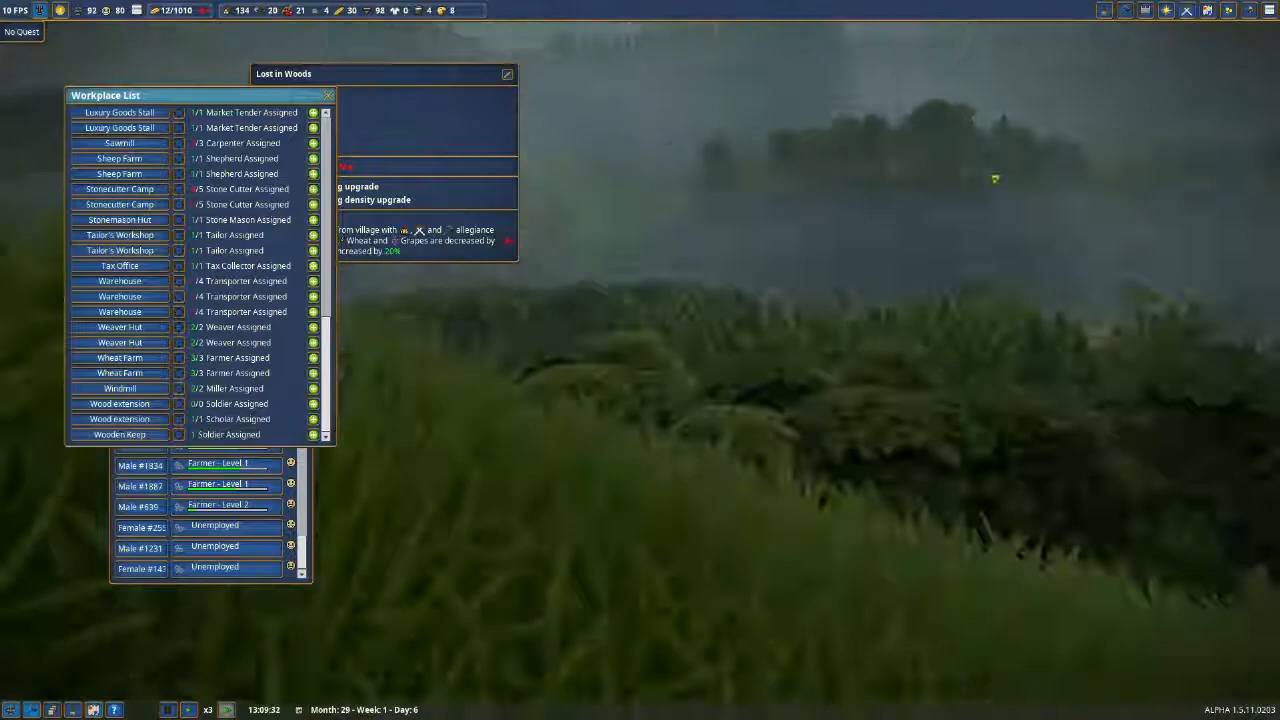 10 FPS 92 80 12/1010 134 20 21 4 30 98 0 4 8
No Quest
Lost in Woods
Workplace List
Luxury Goods Stall 1/1 Market Tender Assigned
Luxury Goods Stall 1/1 Market Tender Assigned
Sawmill /3 Carpenter Assigned
Sheep Farm 1/1 Shepherd Assigned
Sheep Farm 1/1 Shepherd Assigned
Stonecutter Camp /5 Stone Cutter Assigned
Stonecutter Camp /5 Stone Cutter Assigned
Stonemason Hut 1/1 Stone Mason Assigned
Tailor's Workshop 1/1 Tailor Assigned
Tailor's Workshop 1/1 Tailor Assigned
Tax Office 1/1 Tax Collector Assigned
Warehouse /4 Transporter Assigned
Warehouse /4 Transporter Assigned
Warehouse /4 Transporter Assigned
Weaver Hut 2/2 Weaver Assigned
Weaver Hut 2/2 Weaver Assigned
Wheat Farm 3/3 Farmer Assigned
Wheat Farm 3/3 Farmer Assigned
Windmill 2/2 Miller Assigned
Wood extension 0/0 Soldier Assigned
Wood extension 1/1 Scholar Assigned
Wooden Keep 1 Soldier Assigned
g upgrade
g density upgrade
rom village with , and allegiance
Wheat and Grapes are decreased by
ncreased by 20%
Male #1834 Farmer - Level 1
Male #1887 Farmer - Level 1
Male #639 Farmer - Level 2
Female #255 Unemployed
Male #1231 Unemployed
Female #143 Unemployed
x3 13:09:32 Month: 29 - Week: 1 - Day: 6
ALPHA 1.5.11.0203